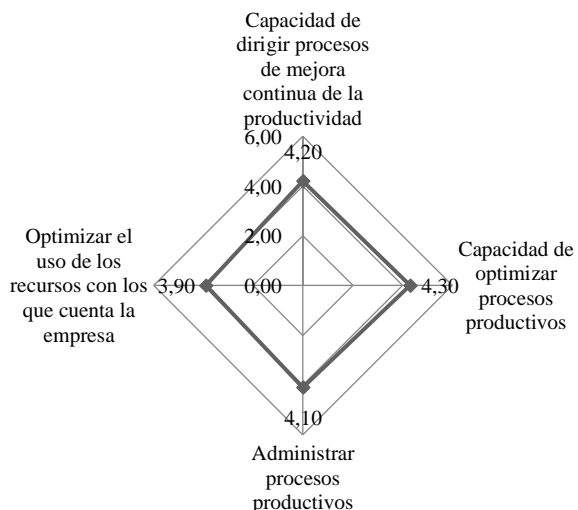 Capacidad de
dirigir procesos
de mejora
continua de la
productividad
6,00
4,20
4,00
2,00
0,00
Optimizar el
uso de los
recursos con los
que cuenta la
empresa
3,90
4,30
Capacidad de
optimizar
procesos
productivos
4,10
Administrar
procesos
productivos